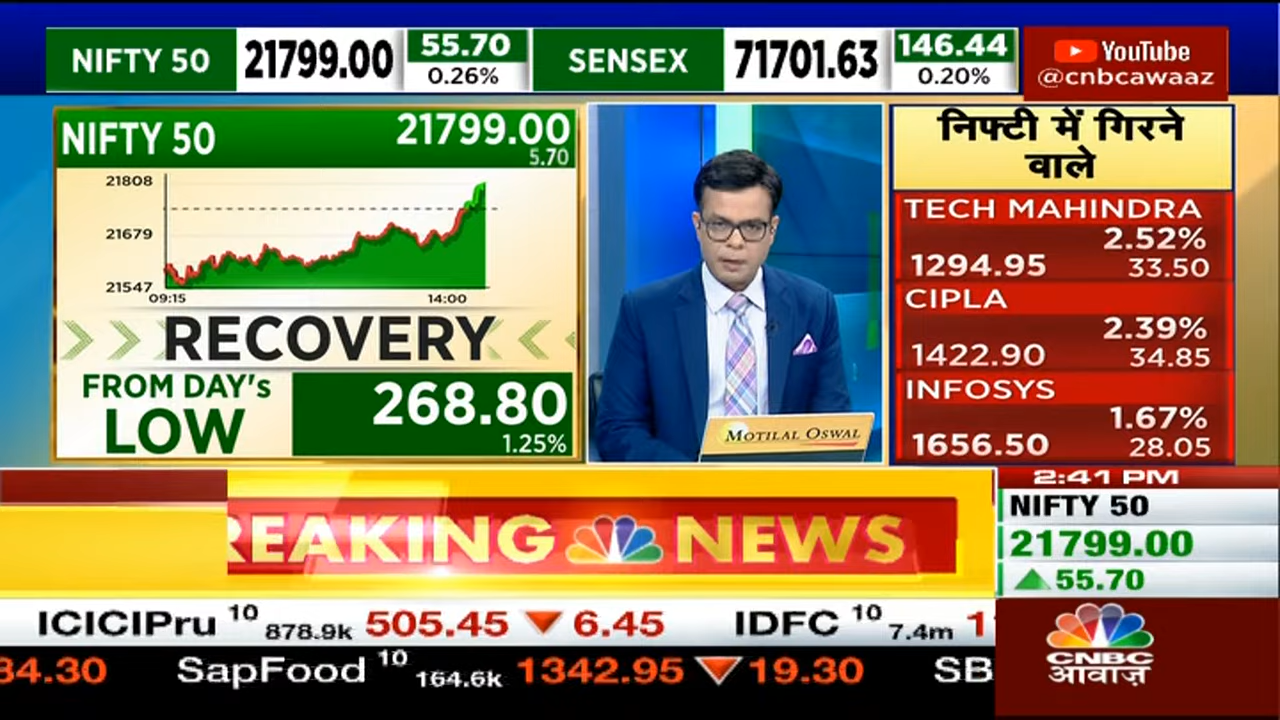 NIFTY 50 21799.00 55.70 0.26% SENSEX 71701.63 146.44 0.20% YouTube @cnbcawaaz
NIFTY 50 21799.00
5.70
21808
21679
21547
09:15 14:00
RECOVERY
FROM DAY's
LOW
268.80
1.25%
MOTILAL OSWAL
निफ्टी में गिरने
वाले
TECH MAHINDRA
2.52%
1294.95 33.50
CIPLA
2.39%
1422.90 34.85
INFOSYS
1.67%
1656.50 28.05
REAKING NEWS
2:41 PM
NIFTY 50
21799.00
55.70
ICICIPru 10 878.9k 505.45 6.45 IDFC 10 7.4m 1
34.30 SapFood 10 164.6k 1342.95 19.30 SB
CNBC
आवाज़